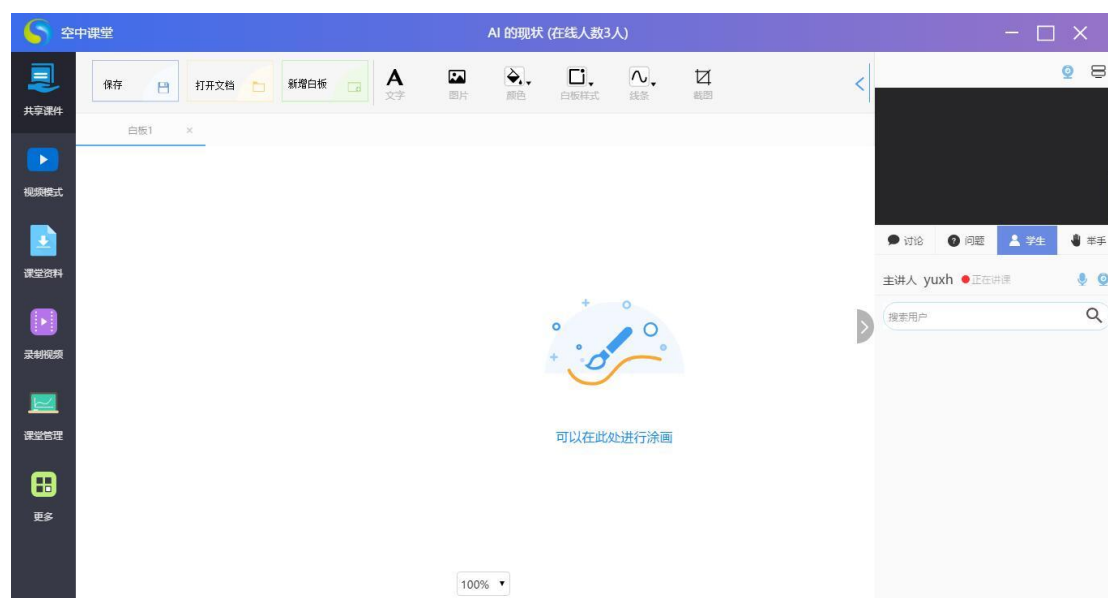 空中课堂
AI 的现状 (在线人数3人)
共享课件
视频模式
课堂资料
录制视频
课堂管理
更多
保存
打开文档
新增白板
文字
图片
颜色
白板样式
线条
截图
白板1
可以在此处进行涂画
100%
讨论
问题
学生
举手
主讲人 yuxh 正在讲课
搜索用户